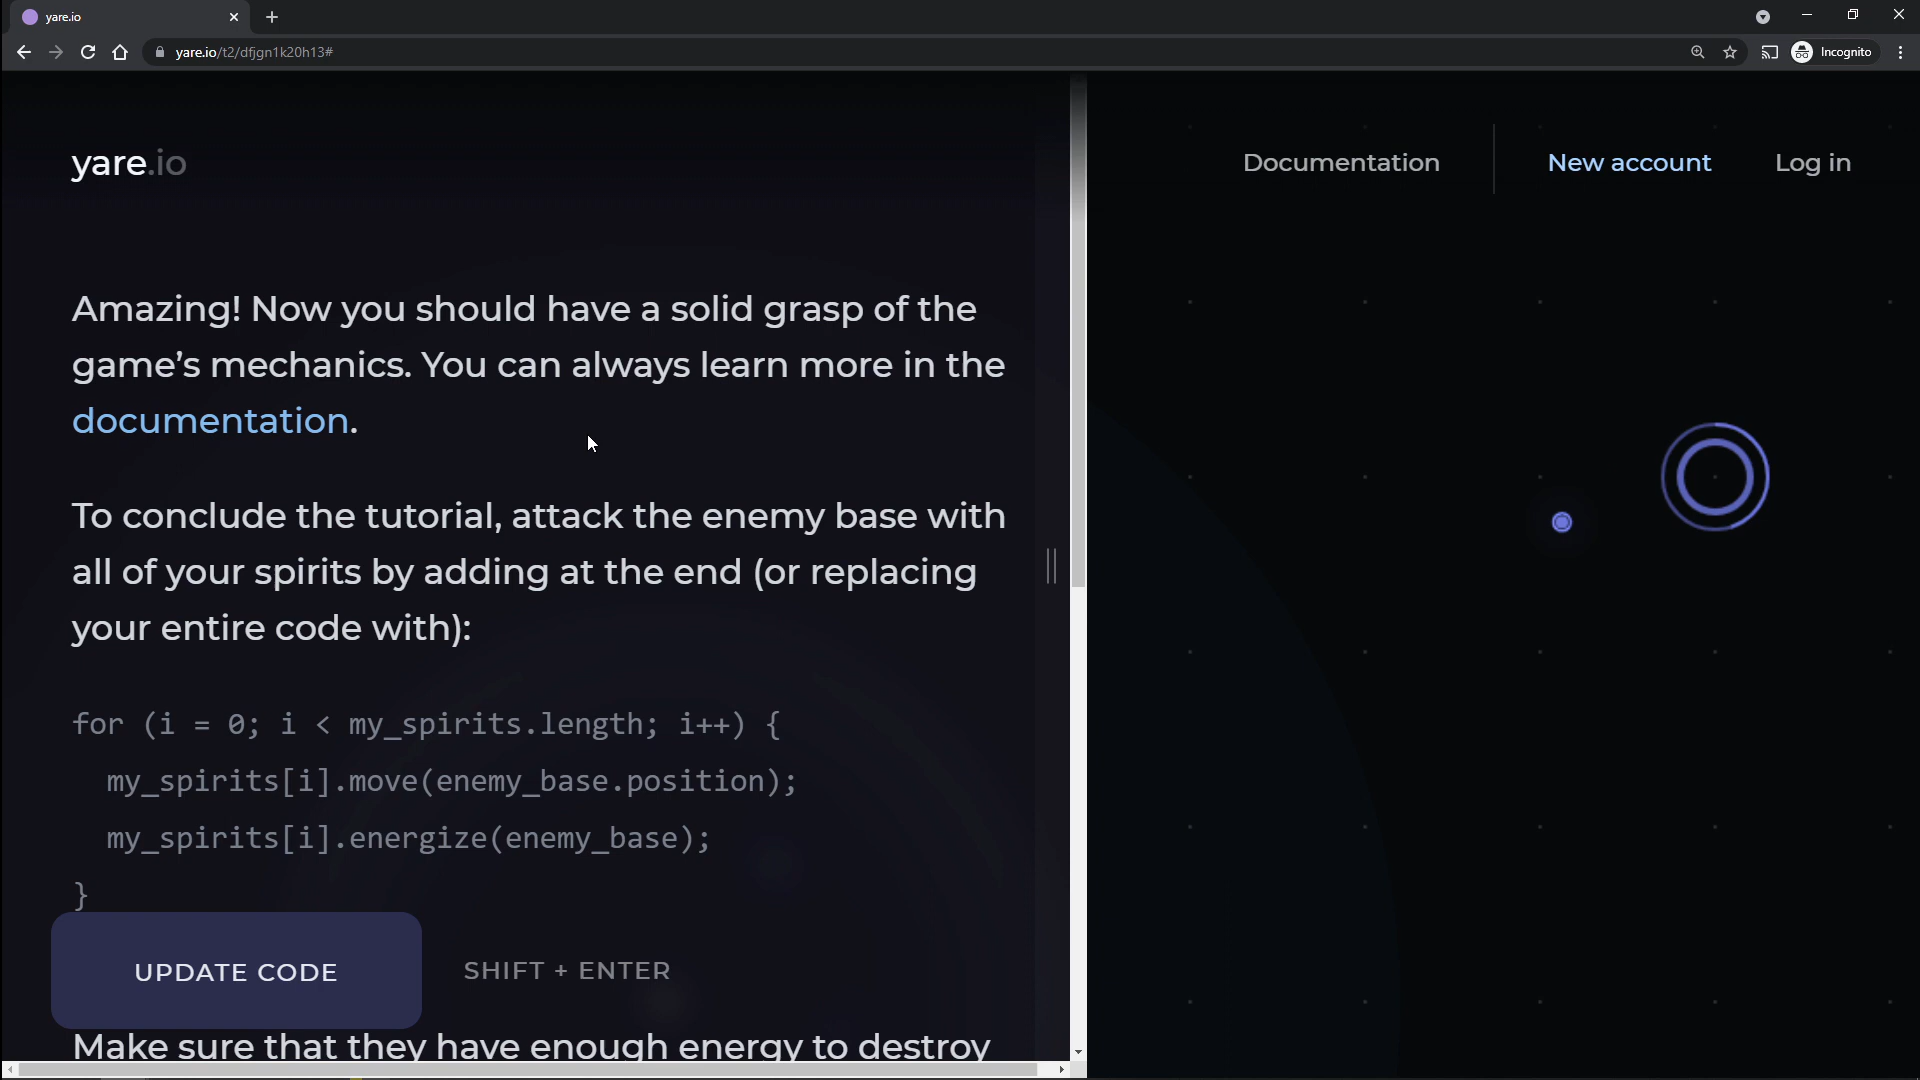 yare.io
yare.io/t2/dfjgn1k20h13#
Incognito
yare.io
Documentation
New account
Log in
Amazing! Now you should have a solid grasp of the
game’s mechanics. You can always learn more in the
documentation.
To conclude the tutorial, attack the enemy base with
all of your spirits by adding at the end (or replacing
your entire code with):
for (i = 0; i < my_spirits.length; i++) {
my_spirits[i].move(enemy_base.position);
my_spirits[i].energize(enemy_base);
}
UPDATE CODE
SHIFT + ENTER
Make sure that they have enough energy to destroy